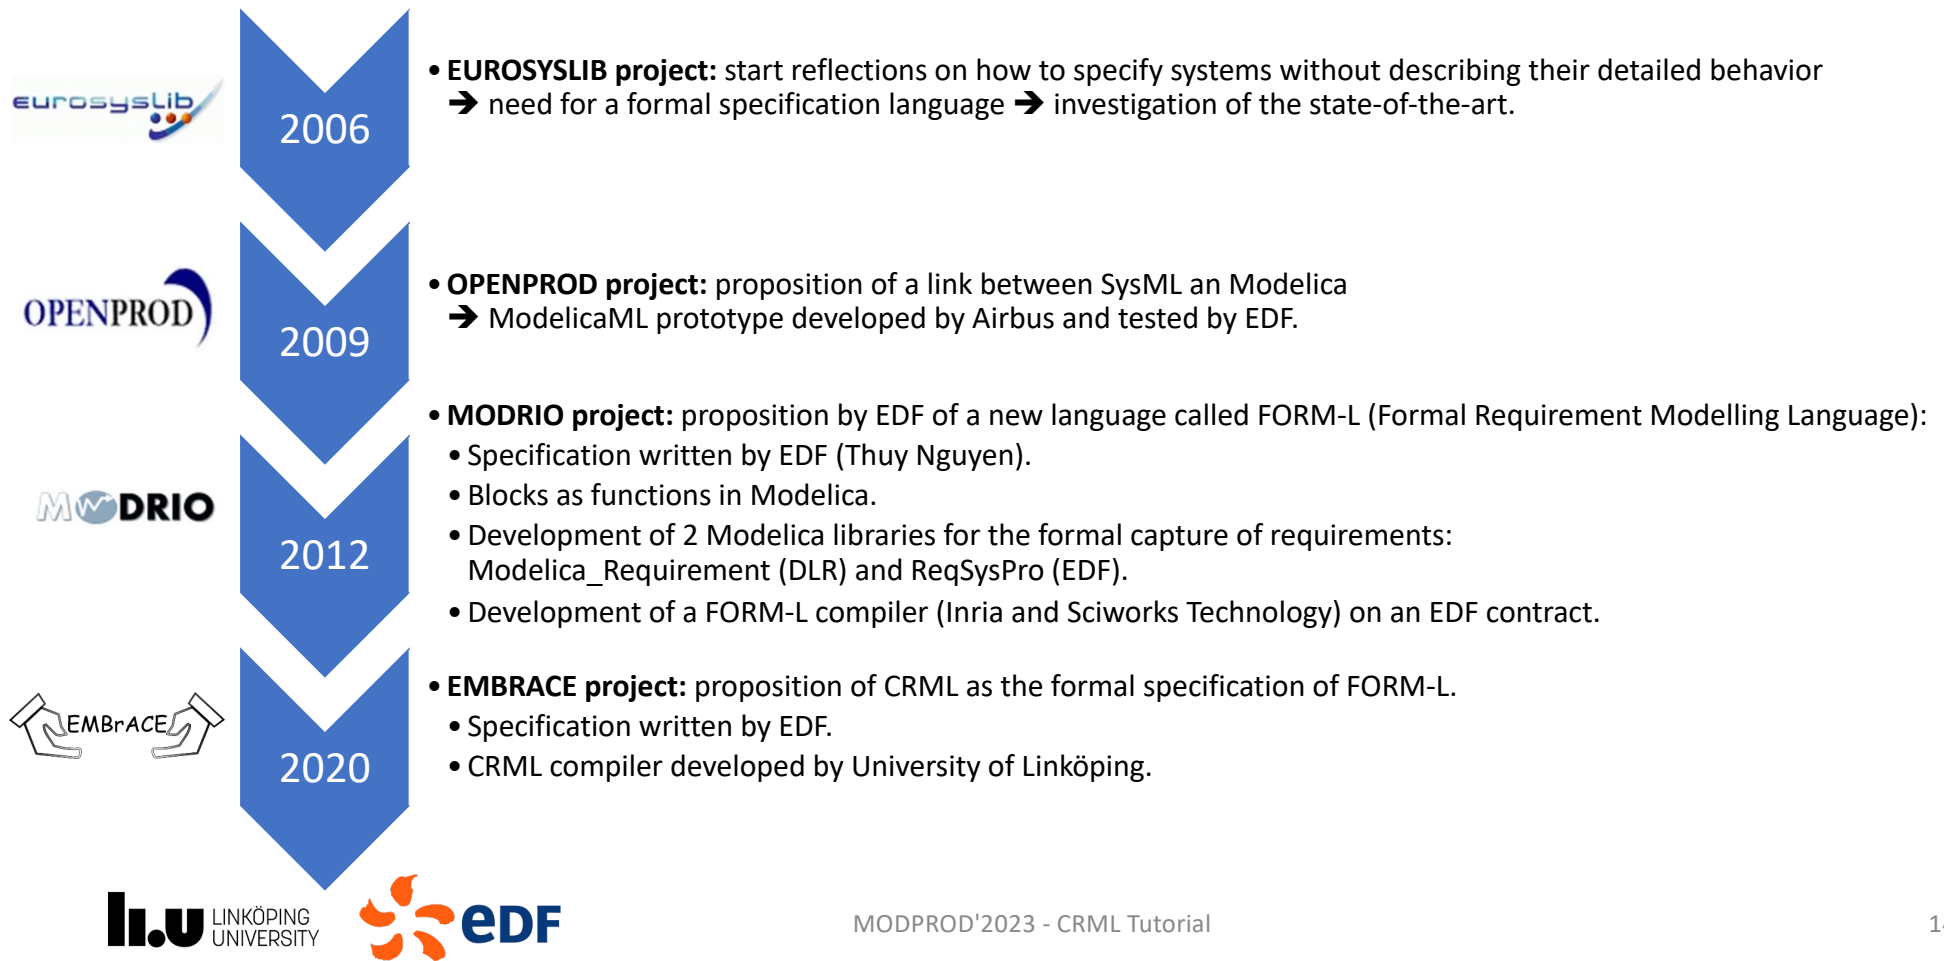 eurosyslib
2006
• EUROSYSLIB project: start reflections on how to specify systems without describing their detailed behavior
➔ need for a formal specification language ➔ investigation of the state-of-the-art.
OPENPROD
2009
• OPENPROD project: proposition of a link between SysML an Modelica
➔ ModelicaML prototype developed by Airbus and tested by EDF.
MODRIO
2012
• MODRIO project: proposition by EDF of a new language called FORM-L (Formal Requirement Modelling Language):
• Specification written by EDF (Thuy Nguyen).
• Blocks as functions in Modelica.
• Development of 2 Modelica libraries for the formal capture of requirements:
Modelica_Requirement (DLR) and ReqSysPro (EDF).
• Development of a FORM-L compiler (Inria and Sciworks Technology) on an EDF contract.
EMBrACE
2020
• EMBRACE project: proposition of CRML as the formal specification of FORM-L.
• Specification written by EDF.
• CRML compiler developed by University of Linköping.
li.u LINKÖPING
UNIVERSITY
eDF
MODPROD'2023 - CRML Tutorial